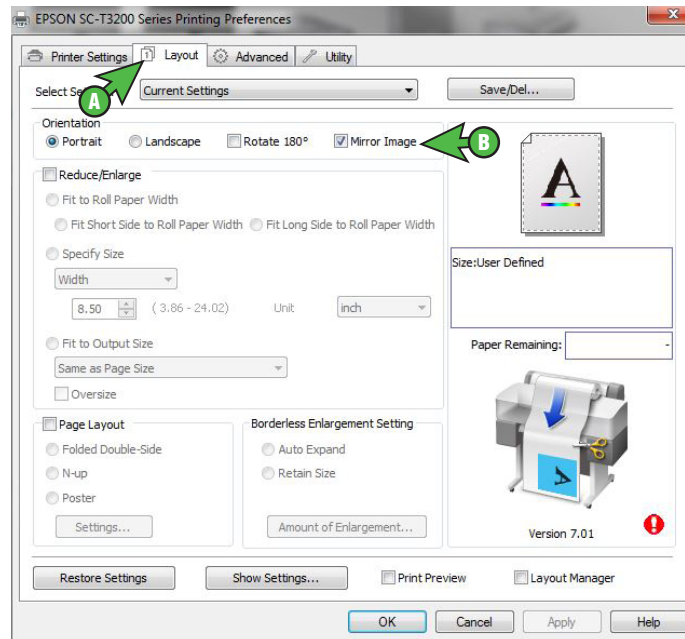 EPSON SC-T3200 Series Printing Preferences
Printer Settings
1
Layout
Advanced
Utility
A
Current Settings
Save/Del...
Orientation
Portrait
Landscape
Rotate 180°
Mirror Image
B
A
Reduce/Enlarge
Fit to Roll Paper Width
Fit Short Side to Roll Paper Width
Fit Long Side to Roll Paper Width
Specify Size
Width
8.50
( 3.86 - 24.02)
Unit
inch
Size:User Defined
Fit to Output Size
Same as Page Size
Oversize
Paper Remaining:
-
Page Layout
Folded Double-Side
N-up
Poster
Settings...
Borderless Enlargement Setting
Auto Expand
Retain Size
Amount of Enlargement...
A
Version 7.01
Restore Settings
Show Settings...
Print Preview
Layout Manager
OK
Cancel
Apply
Help